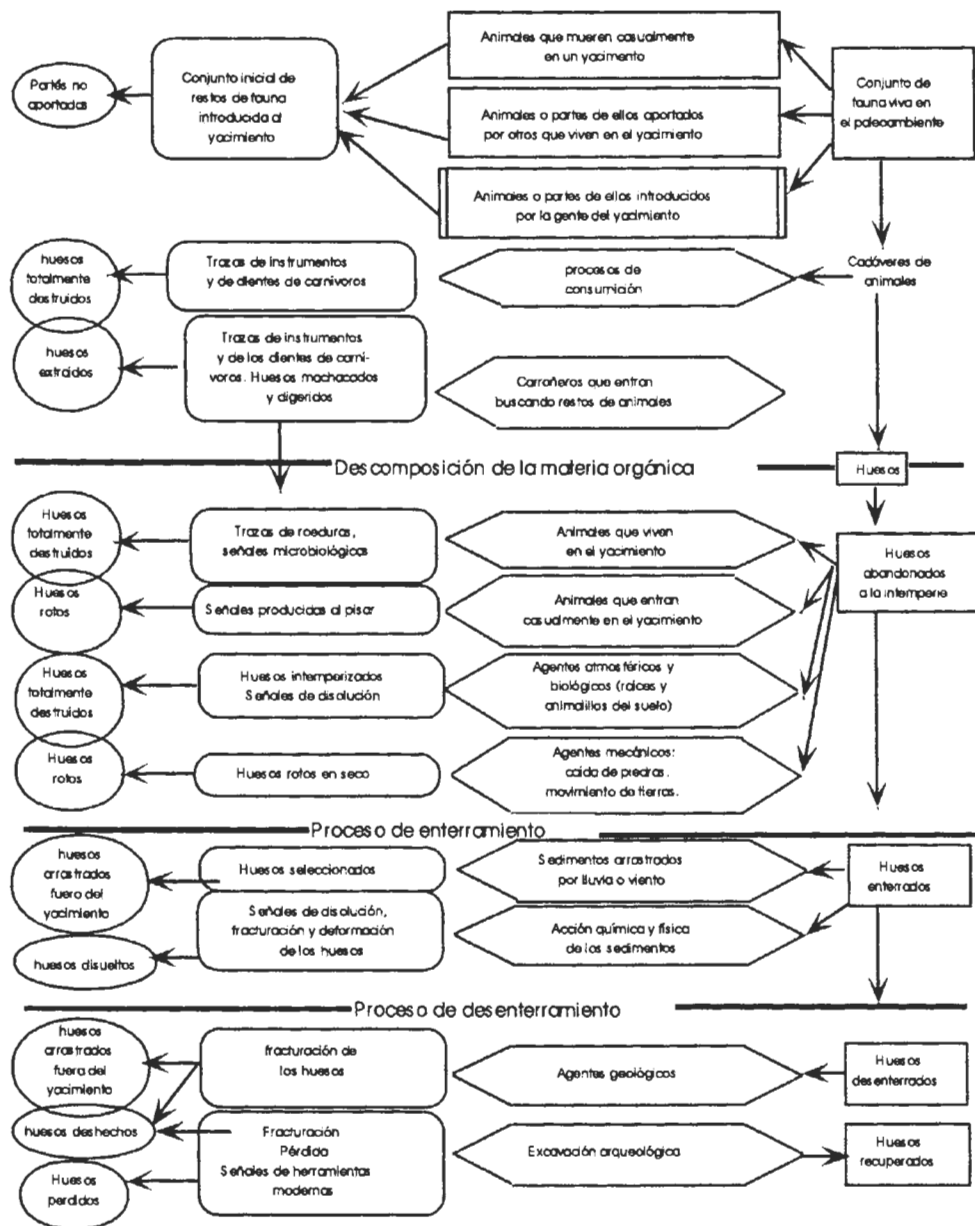 Animales que mueren casualmente
en un yacimento
Partes no
aportadas
Conjunto inicial de
restos de fauna
introducida al
yacimiento
Conjunto de
fauna viva en
el paleoambiente
Animales o partes de ellos aportados
por otros que viven en el yacimiento
Animales o partes de ellos introducidos
por la gente del yacimiento
huesos
totalmente
destruidos
Trazas de instrumentos
y de dientes de carnívoros
procesos de
consumición
Cadáveres de
animales
huesos
extraídos
Trazas de instrumentos
y de los dientes de carní-
voros. Huesos machacados
y digeridos
Carroñeros que entran
buscando restos de animales
Descomposición de la materia orgánica
Huesos
Huesos
totalmente
destruidos
Trazas de roeduras,
señales microbiológicas
Animales que viven
en el yacimiento
Huesos
abandonados
a la intemperie
Huesos
rotos
Señales producidas al pisar
Animales que entran
casualmente en el yacimiento
Huesos
totalmente
destruidos
Huesos intemperizados
Señales de disolución
Agentes atmosféricos y
biológicos (raíces y
animalillos del suelo)
Huesos
rotos
Huesos rotos en seco
Agentes mecánicos:
caída de piedras.
movimiento de tierras.
Proceso de enterramiento
huesos
arrastrados
fuera del
yacimiento
Huesos seleccionados
Sedimentos arrastrados
por lluvia o viento
Huesos
enterrados
huesos disueltos
Señales de disolución,
fracturación y deformación
de los huesos
Acción química y física
de los sedimentos
Proceso de desenterramiento
huesos
arrastrados
fuera del
yacimiento
fracturación de
los huesos
Agentes geológicos
Huesos
desenterrados
huesos deshechos
Fracturación
Pérdida
Señales de herramientas
modernas
Excavación arqueológica
Huesos
recuperados
Huesos
perdidos